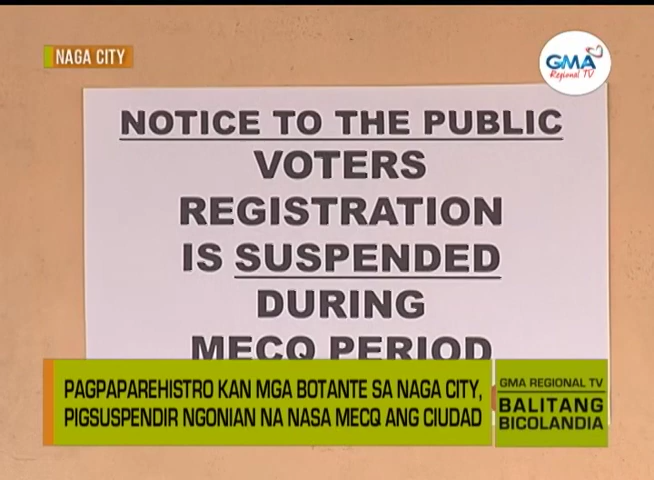 NAGA CITY
GMA
Regional TV
NOTICE TO THE PUBLIC
VOTERS
REGISTRATION
IS SUSPENDED
DURING
MECQ PERIOD
PAGPAPAREHISTRO KAN MGA BOTANTE SA NAGA CITY,
PIGSUSPENDIR NGONIAN NA NASA MECQ ANG CIUDAD
GMA REGIONAL TV
BALITANG
BICOLANDIA